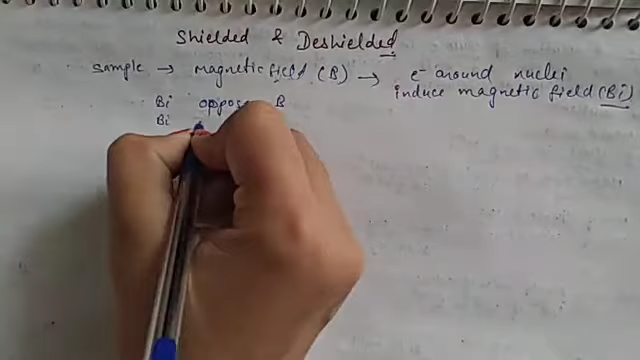 Shielded & Deshielded
Sample → magnetic field (B) → e⁻ around nuclei
induce magnetic field (Bi)
Bi oppose B
Bi